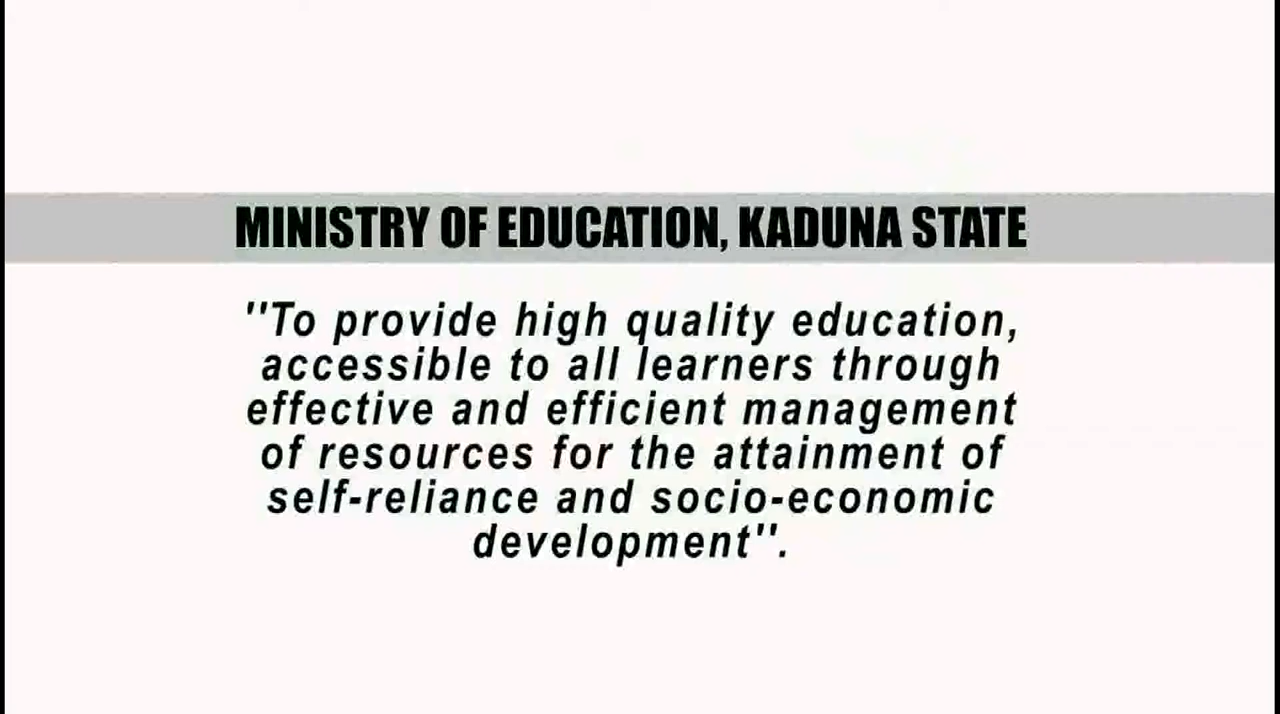 MINISTRY OF EDUCATION, KADUNA STATE
"To provide high quality education,
accessible to all learners through
effective and efficient management
of resources for the attainment of
self-reliance and socio-economic
development".